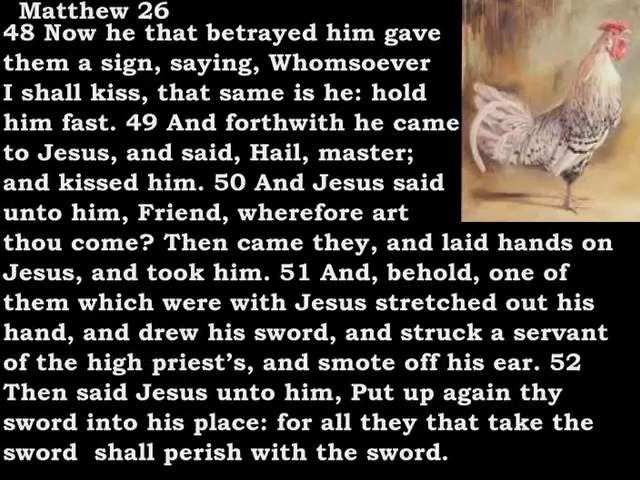 Matthew 26
48 Now he that betrayed him gave
them a sign, saying, Whomsoever
I shall kiss, that same is he: hold
him fast. 49 And forthwith he came
to Jesus, and said, Hail, master;
and kissed him. 50 And Jesus said
unto him, Friend, wherefore art
thou come? Then came they, and laid hands on
Jesus, and took him. 51 And, behold, one of
them which were with Jesus stretched out his
hand, and drew his sword, and struck a servant
of the high priest's, and smote off his ear. 52
Then said Jesus unto him, Put up again thy
sword into his place: for all they that take the
sword  shall perish with the sword.